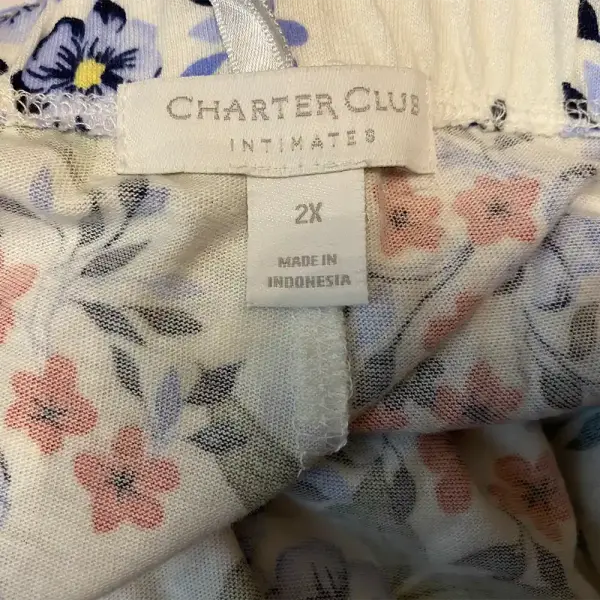 CHARTER CLUB
INTIMATES
2X
MADE IN
INDONESIA